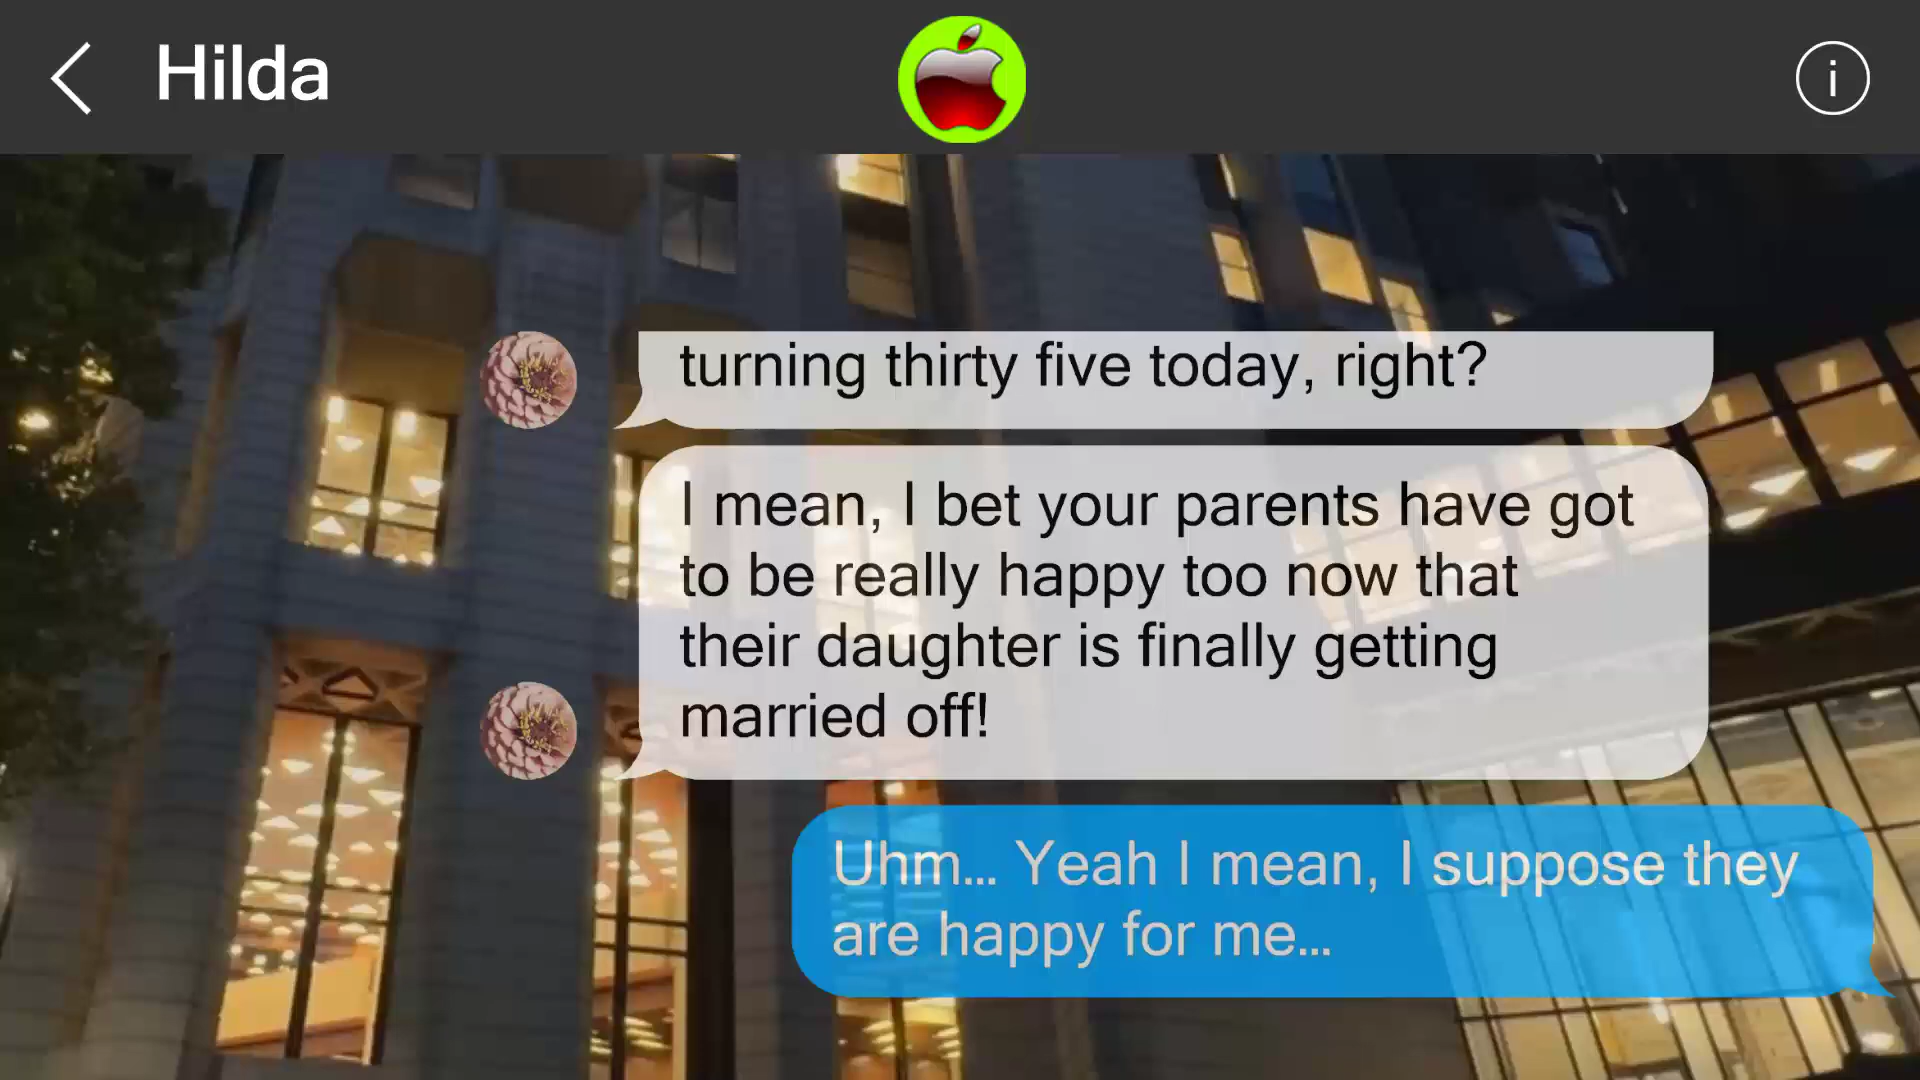 Hilda
i
turning thirty five today, right?
I mean, I bet your parents have got
to be really happy too now that
their daughter is finally getting
married off!
Uhm... Yeah I mean, I suppose they
are happy for me...